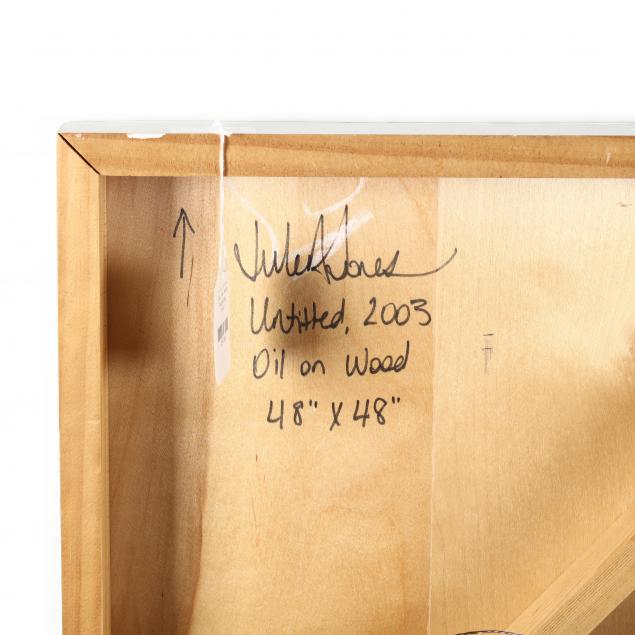 Untitled, 2003
Oil on Wood
48" X 48"